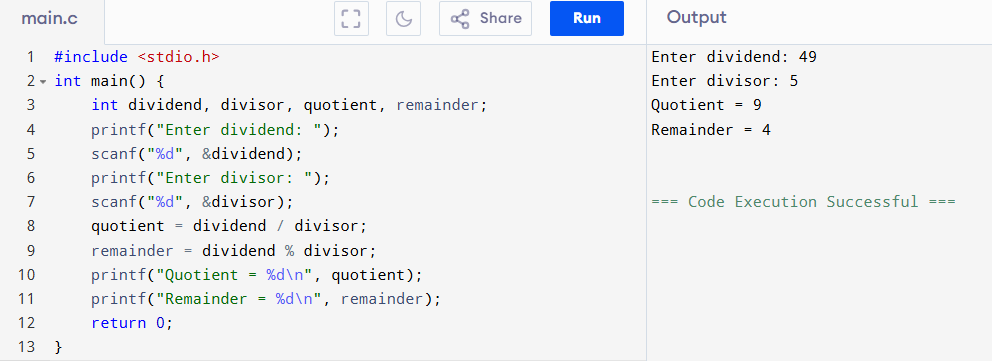 main.c
Share
Run
Output
1 #include <stdio.h>
2 int main() {
3 int dividend, divisor, quotient, remainder;
4 printf("Enter dividend: ");
5 scanf("%d", &dividend);
6 printf("Enter divisor: ");
7 scanf("%d", &divisor);
8 quotient = dividend / divisor;
9 remainder = dividend % divisor;
10 printf("Quotient = %d\n", quotient);
11 printf("Remainder = %d\n", remainder);
12 return 0;
13 }
Enter dividend: 49
Enter divisor: 5
Quotient = 9
Remainder = 4
=== Code Execution Successful ===